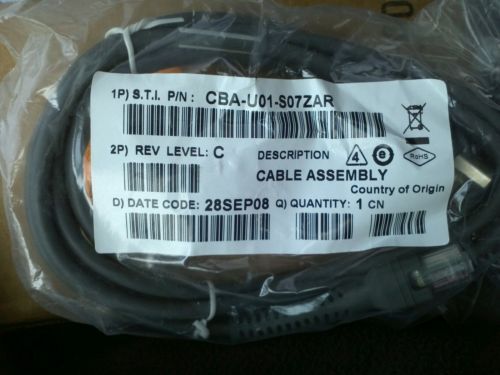 1P) S.T.I. P/N: CBA-U01-S07ZAR
2P) REV LEVEL: C DESCRIPTION 4 e RoHS
CABLE ASSEMBLY
Country of Origin
D) DATE CODE: 28SEP08 Q) QUANTITY: 1 CN